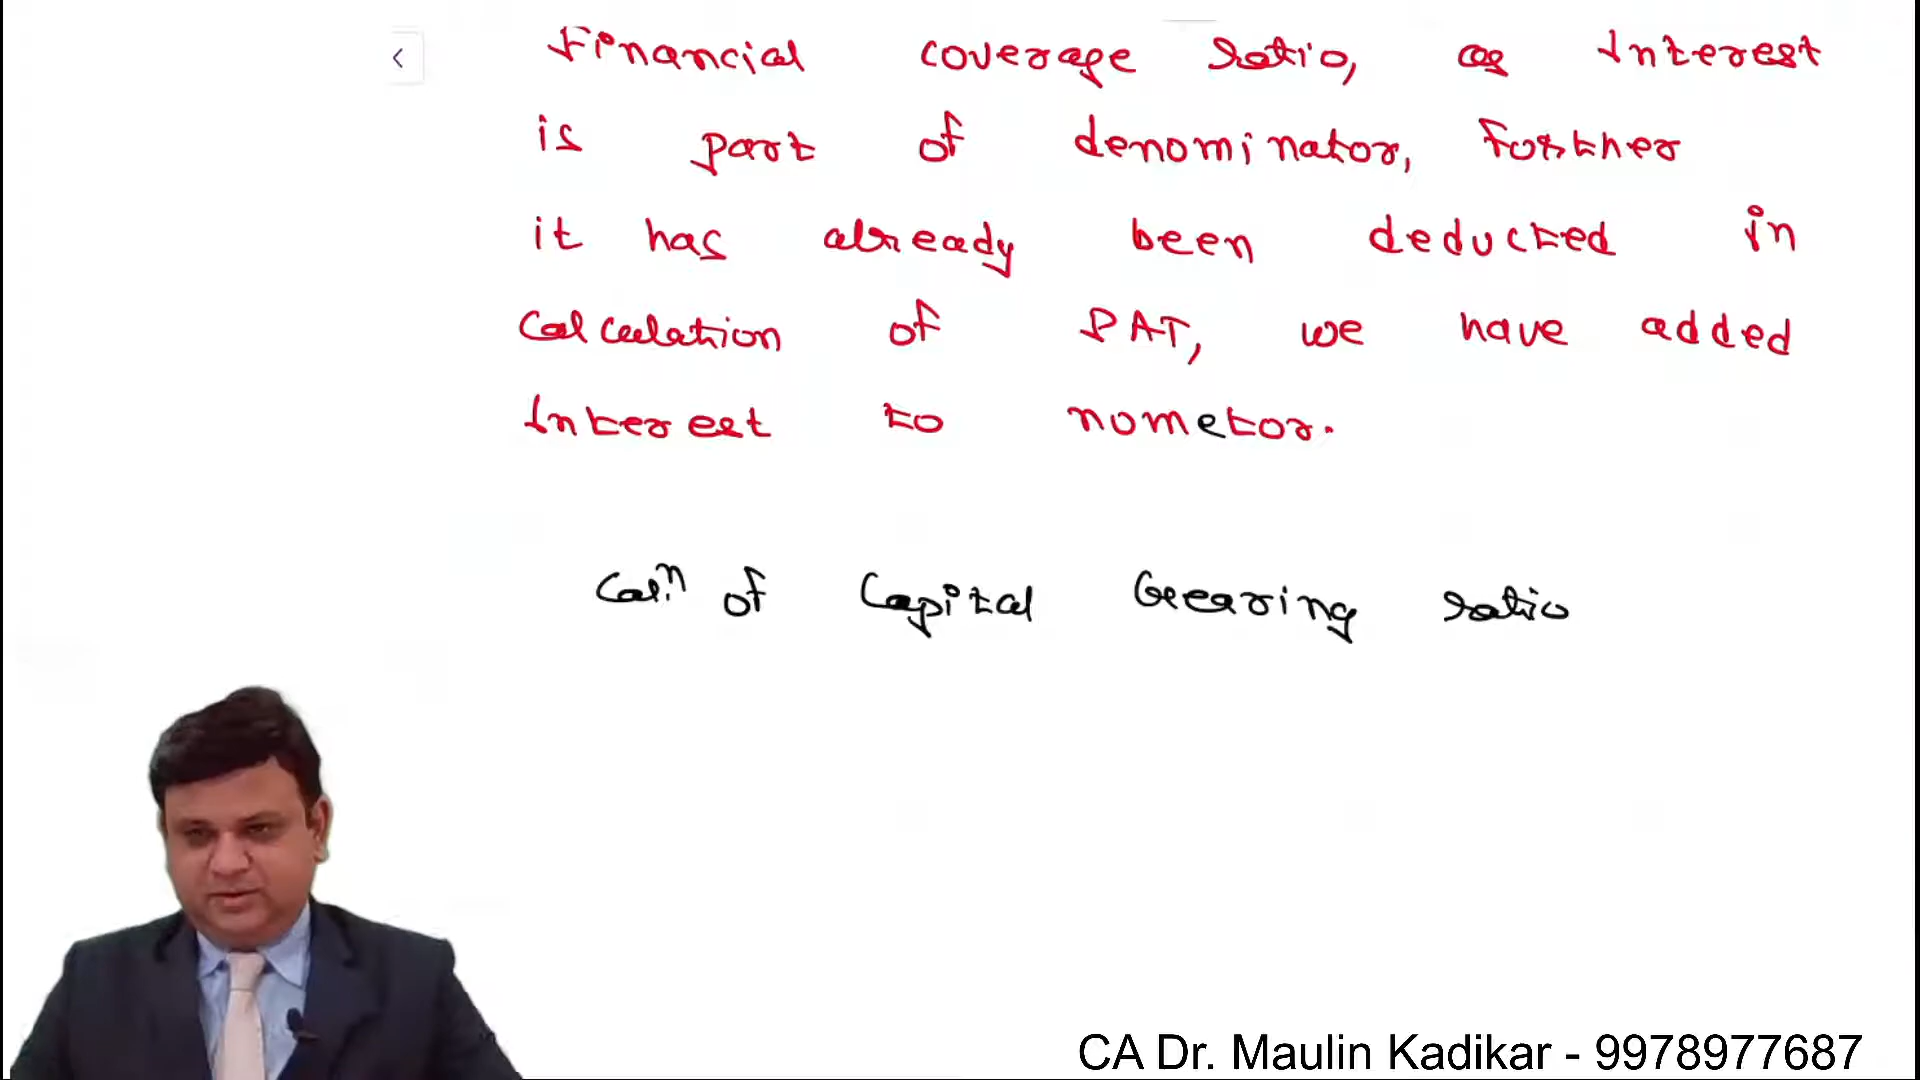 Financial coverage ratio, as Interest
is part of denominator, Further
it has already been deducted in
Calculation of PAT, we have added
Interest to nometor.
Caln of Capital Gearing ratio
CA Dr. Maulin Kadikar - 9978977687